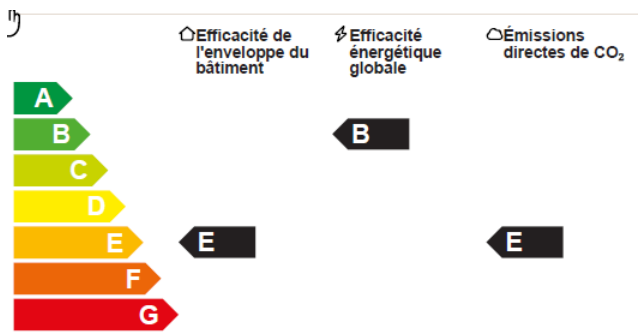 Efficacité de
l'enveloppe du
bâtiment
Efficacité
énergétique
globale
Émissions
directes de CO₂
A
B
B
C
D
E
E
E
F
G